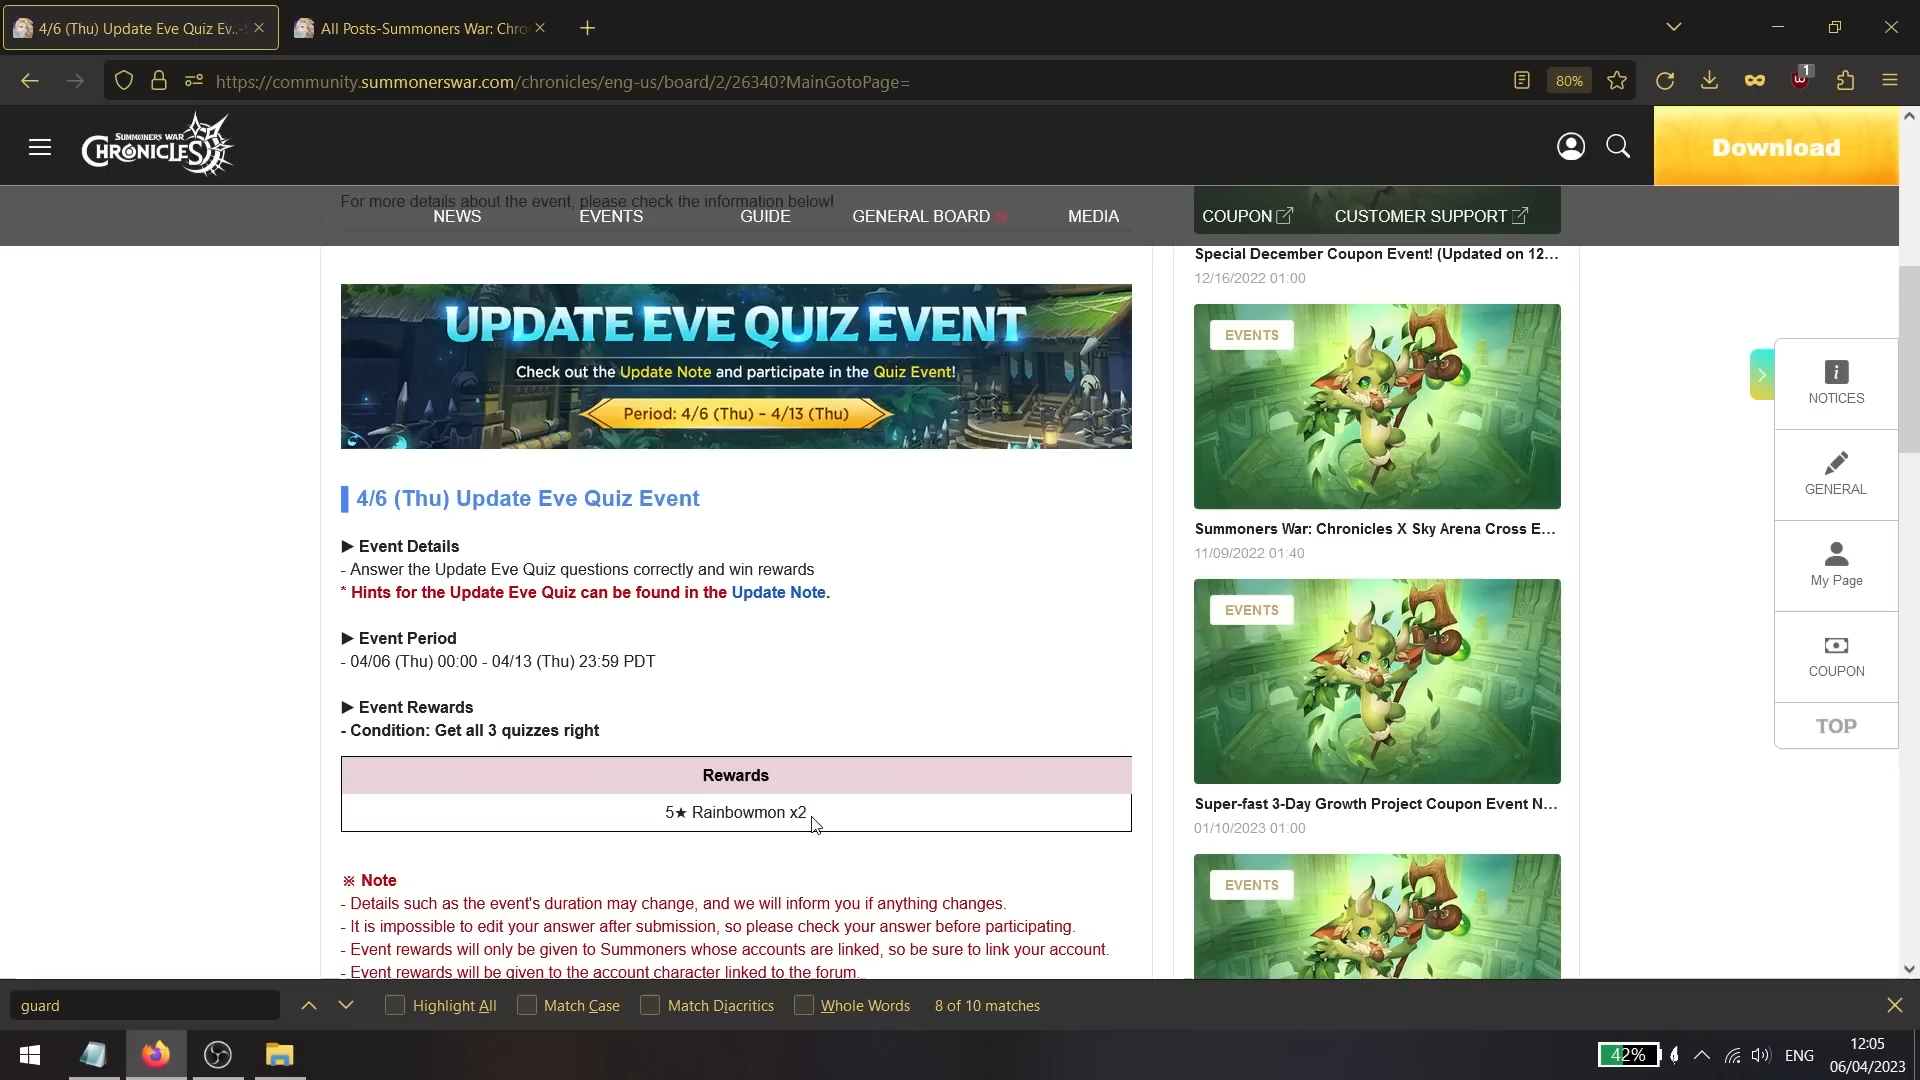 4/6 (Thu) Update Eve Quiz Ev..-S
All Posts-Summoners War: Chro
https://community.summonerswar.com/chronicles/eng-us/board/2/26340?MainGotoPage=
80%
1
SUMMONERS WAR
CHRONICLES
Download
For more details about the event, please check the information below!
NEWS
EVENTS
GUIDE
GENERAL BOARD N
MEDIA
COUPON
CUSTOMER SUPPORT
UPDATE EVE QUIZ EVENT
Check out the Update Note and participate in the Quiz Event!
Period: 4/6 (Thu) – 4/13 (Thu)
4/6 (Thu) Update Eve Quiz Event
▶ Event Details
- Answer the Update Eve Quiz questions correctly and win rewards
* Hints for the Update Eve Quiz can be found in the Update Note.
▶ Event Period
- 04/06 (Thu) 00:00 - 04/13 (Thu) 23:59 PDT
▶ Event Rewards
- Condition: Get all 3 quizzes right
Rewards
5★ Rainbowmon x2
※ Note
- Details such as the event's duration may change, and we will inform you if anything changes.
- It is impossible to edit your answer after submission, so please check your answer before participating.
- Event rewards will only be given to Summoners whose accounts are linked, so be sure to link your account.
- Event rewards will be given to the account character linked to the forum.
Special December Coupon Event! (Updated on 12...
12/16/2022 01:00
EVENTS
Summoners War: Chronicles X Sky Arena Cross E...
11/09/2022 01:40
EVENTS
Super-fast 3-Day Growth Project Coupon Event N...
01/10/2023 01:00
EVENTS
NOTICES
GENERAL
My Page
COUPON
TOP
guard
Highlight All
Match Case
Match Diacritics
Whole Words
8 of 10 matches
42%
ENG
12:05
06/04/2023